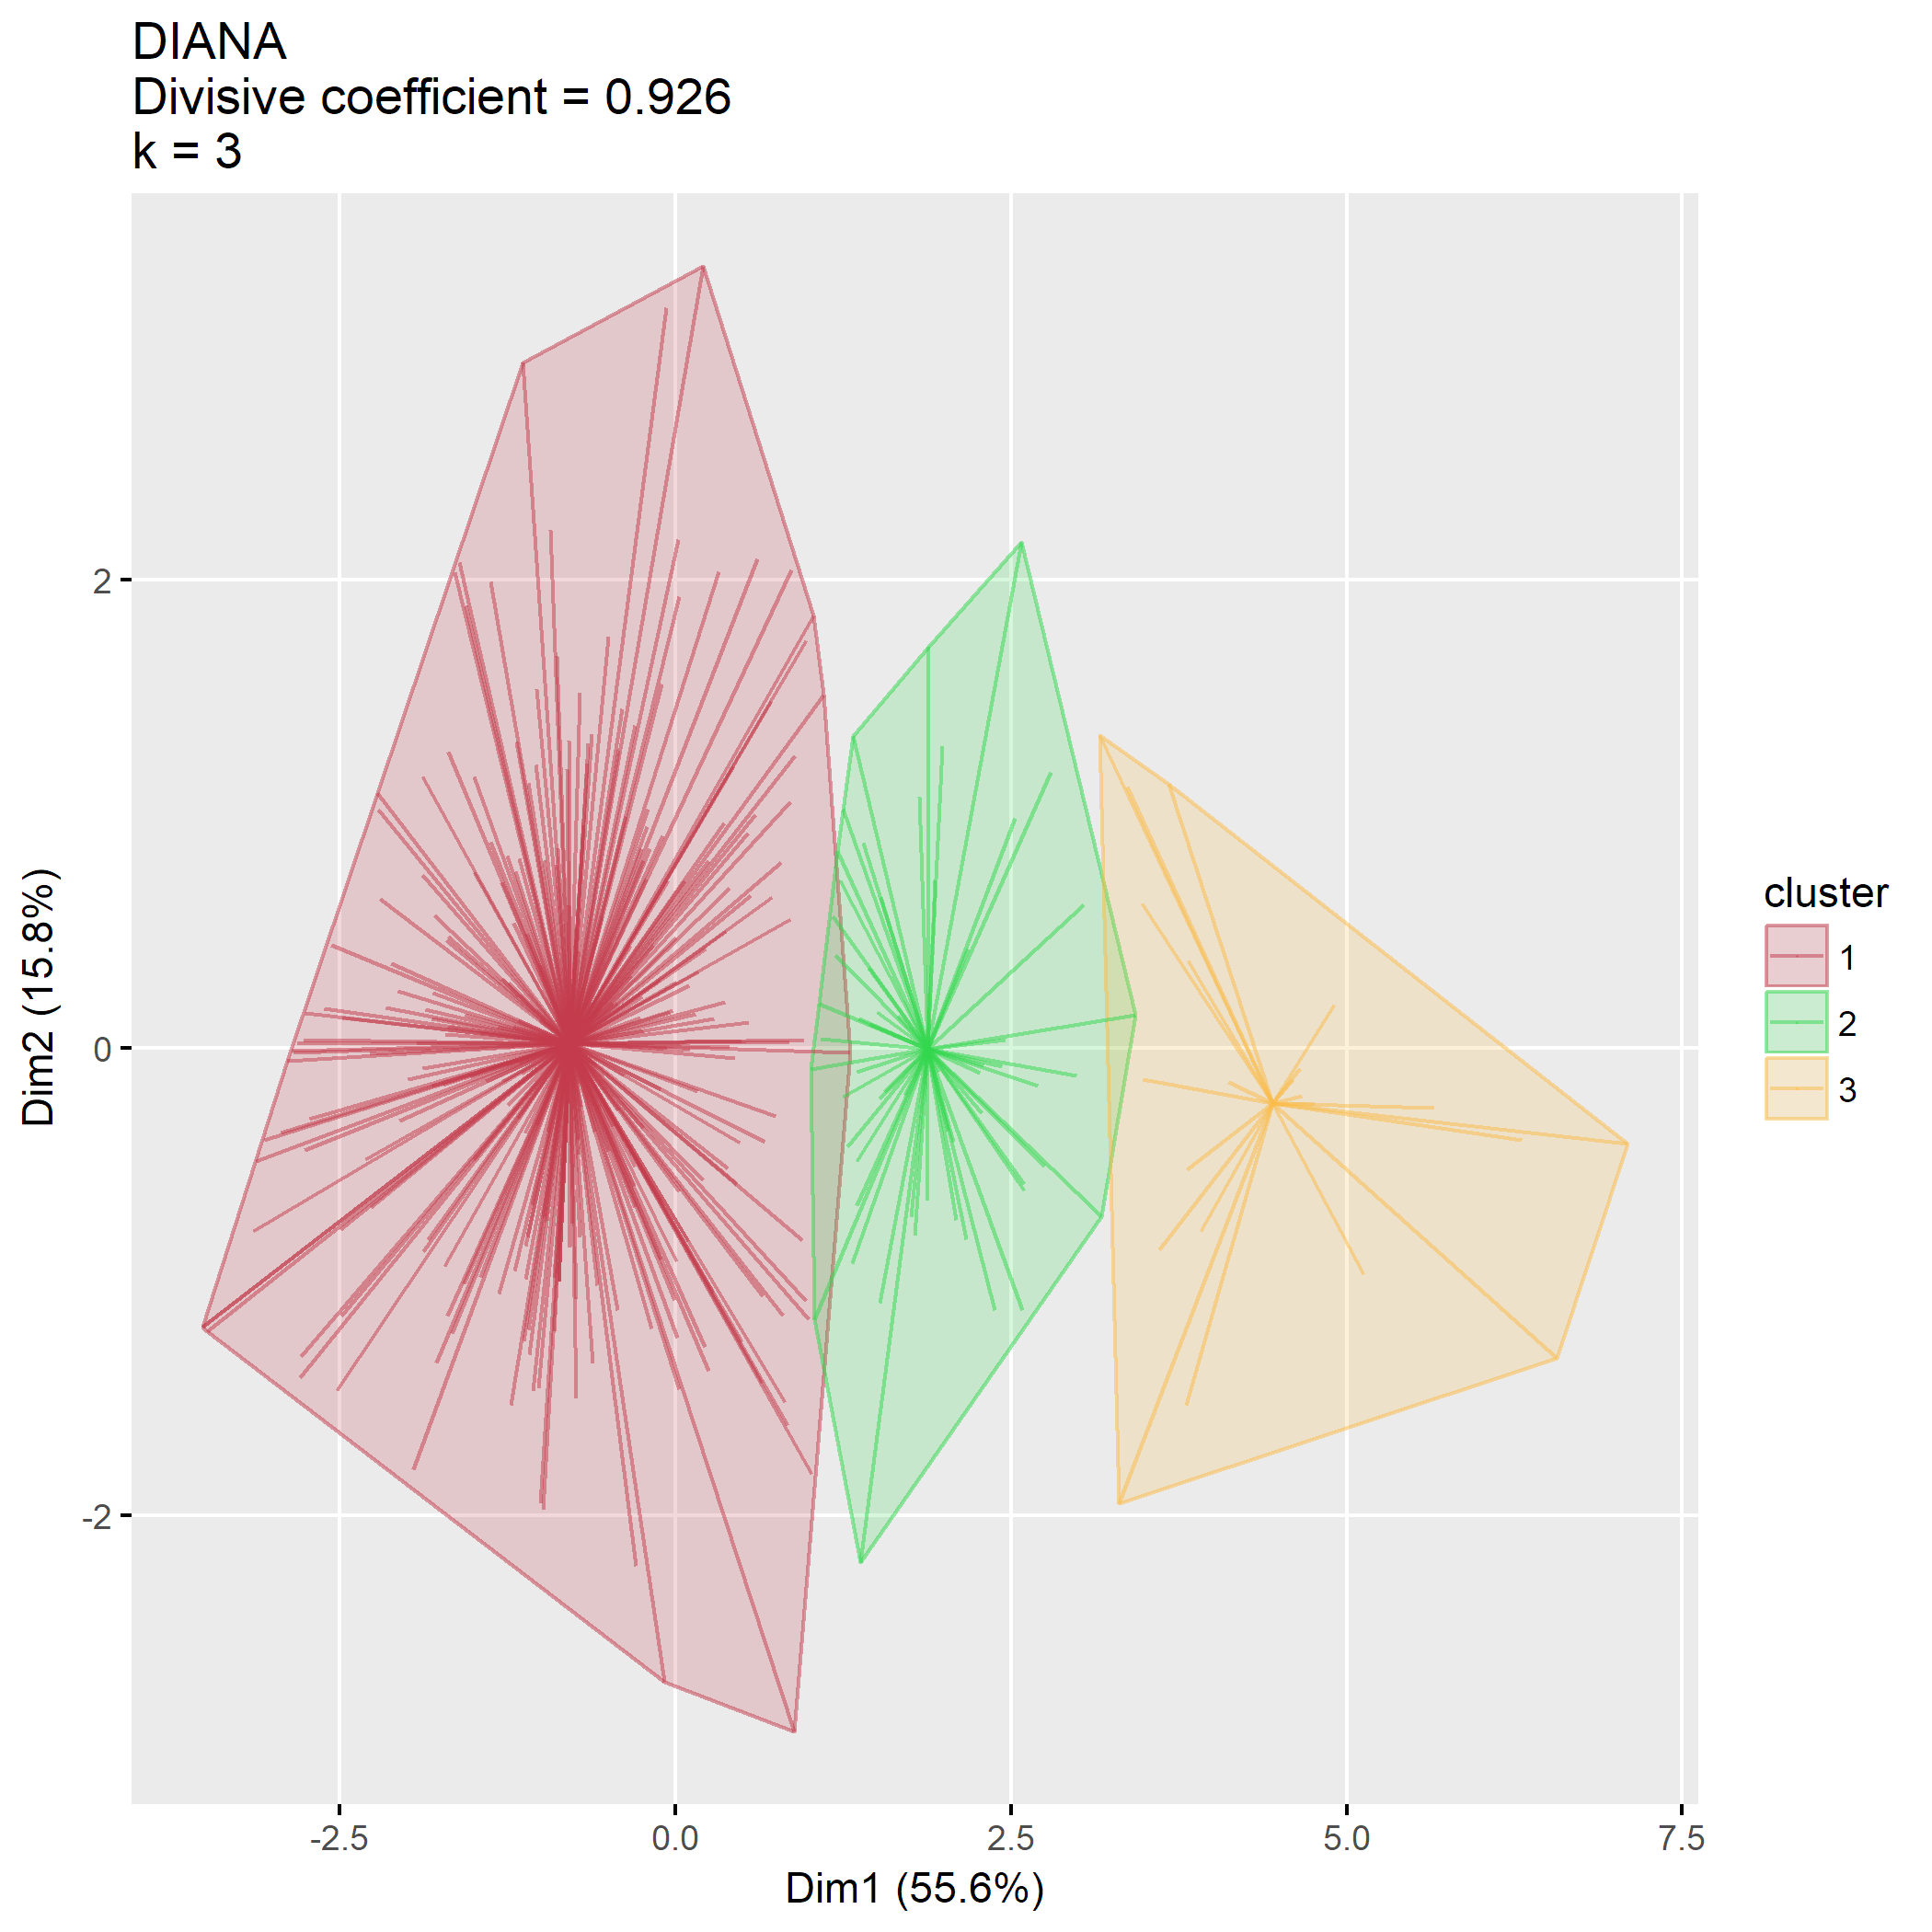 DIANA
Divisive coefficient = 0.926
k = 3
2
0
-2
Dim2 (15.8%)
-2.5 0.0 2.5 5.0 7.5
Dim1 (55.6%)
cluster
1
2
3